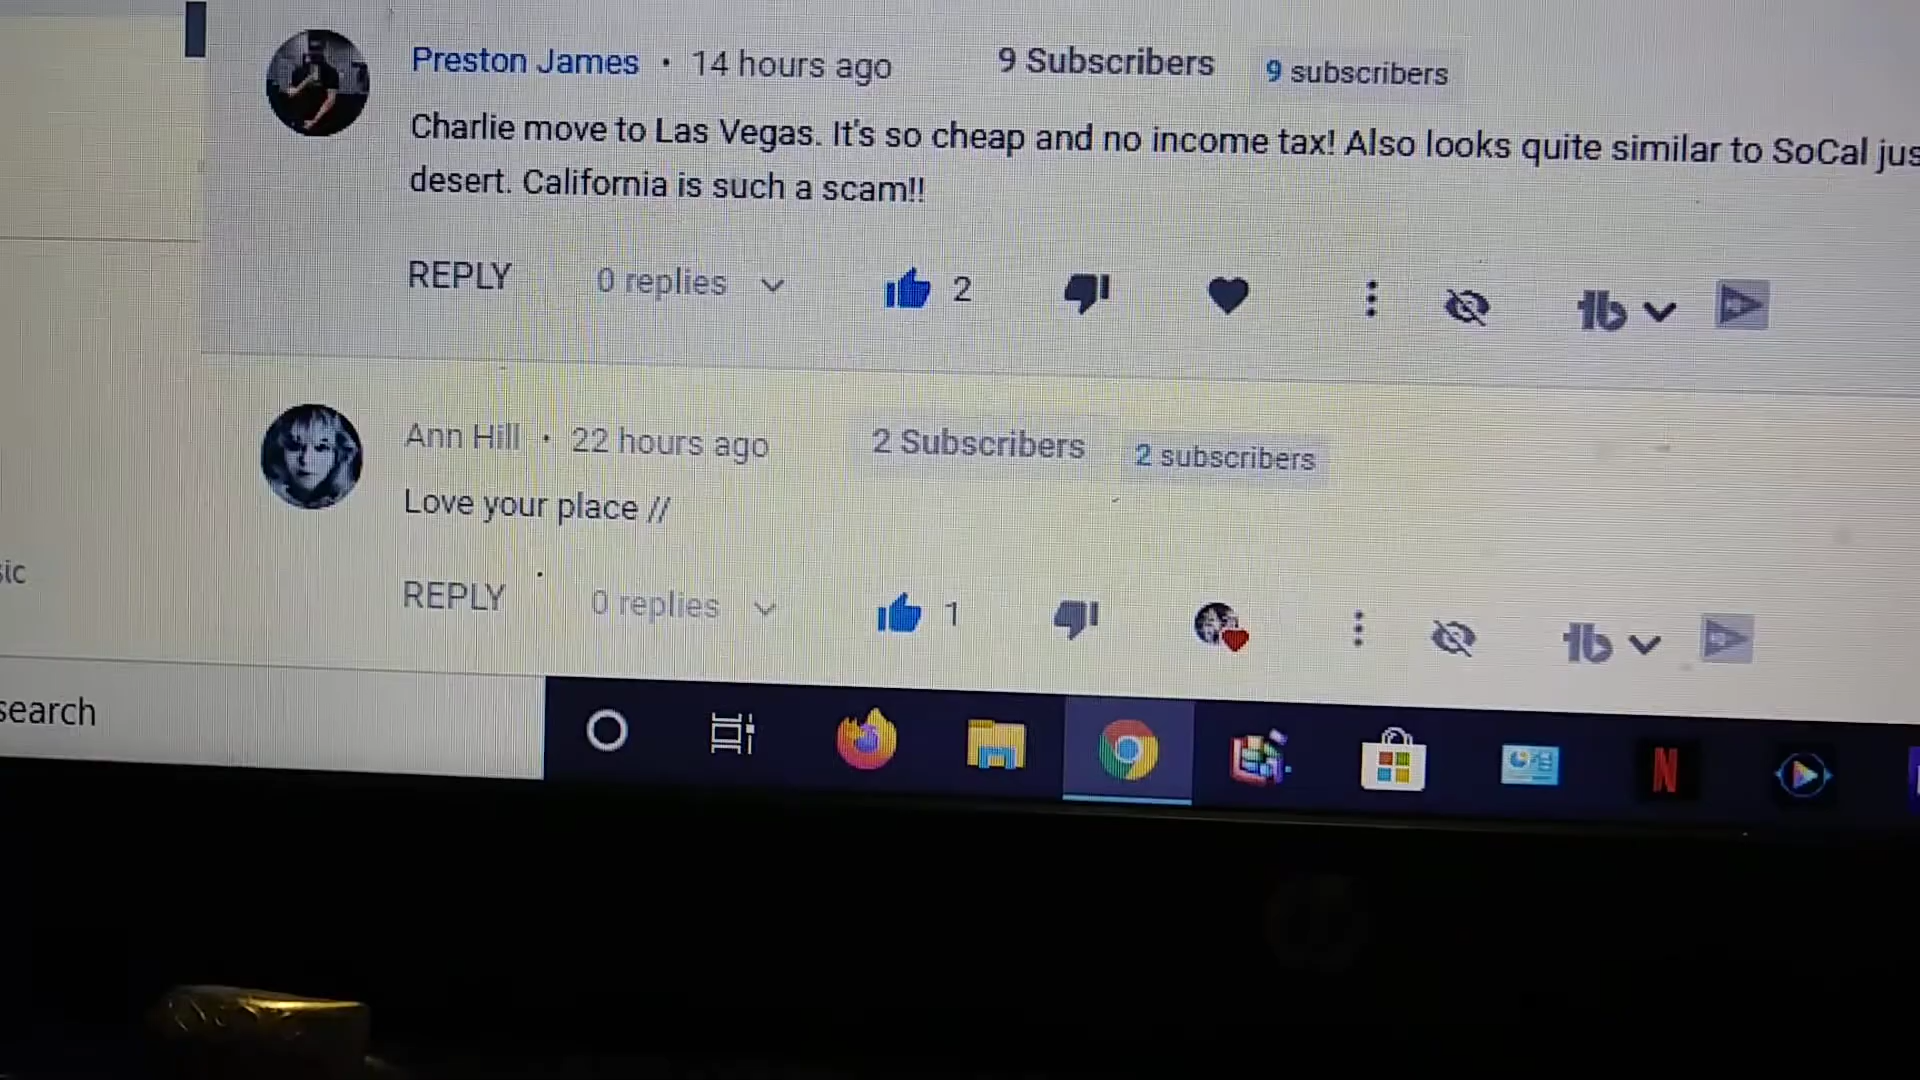 Preston James • 14 hours ago 9 Subscribers 9 subscribers
Charlie move to Las Vegas. It's so cheap and no income tax! Also looks quite similar to SoCal jus
desert. California is such a scam!!
REPLY 0 replies 2
Ann Hill • 22 hours ago 2 Subscribers 2 subscribers
Love your place //
sic
REPLY 0 replies 1
search